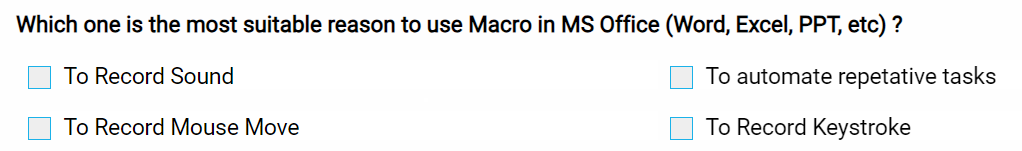 Which one is the most suitable reason to use Macro in MS Office (Word, Excel, PPT, etc) ?
To Record Sound
To automate repetative tasks
To Record Mouse Move
To Record Keystroke